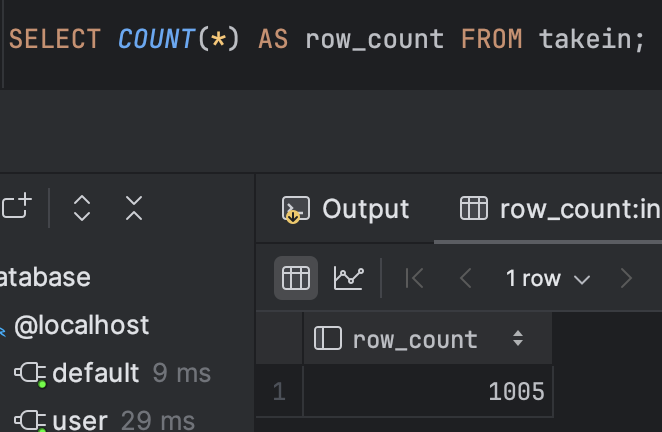 SELECT COUNT(*) AS row_count FROM takein;
Output
row_count:in
1 row
atabase
@localhost
default 9 ms
user 29 ms
row_count
1 1005